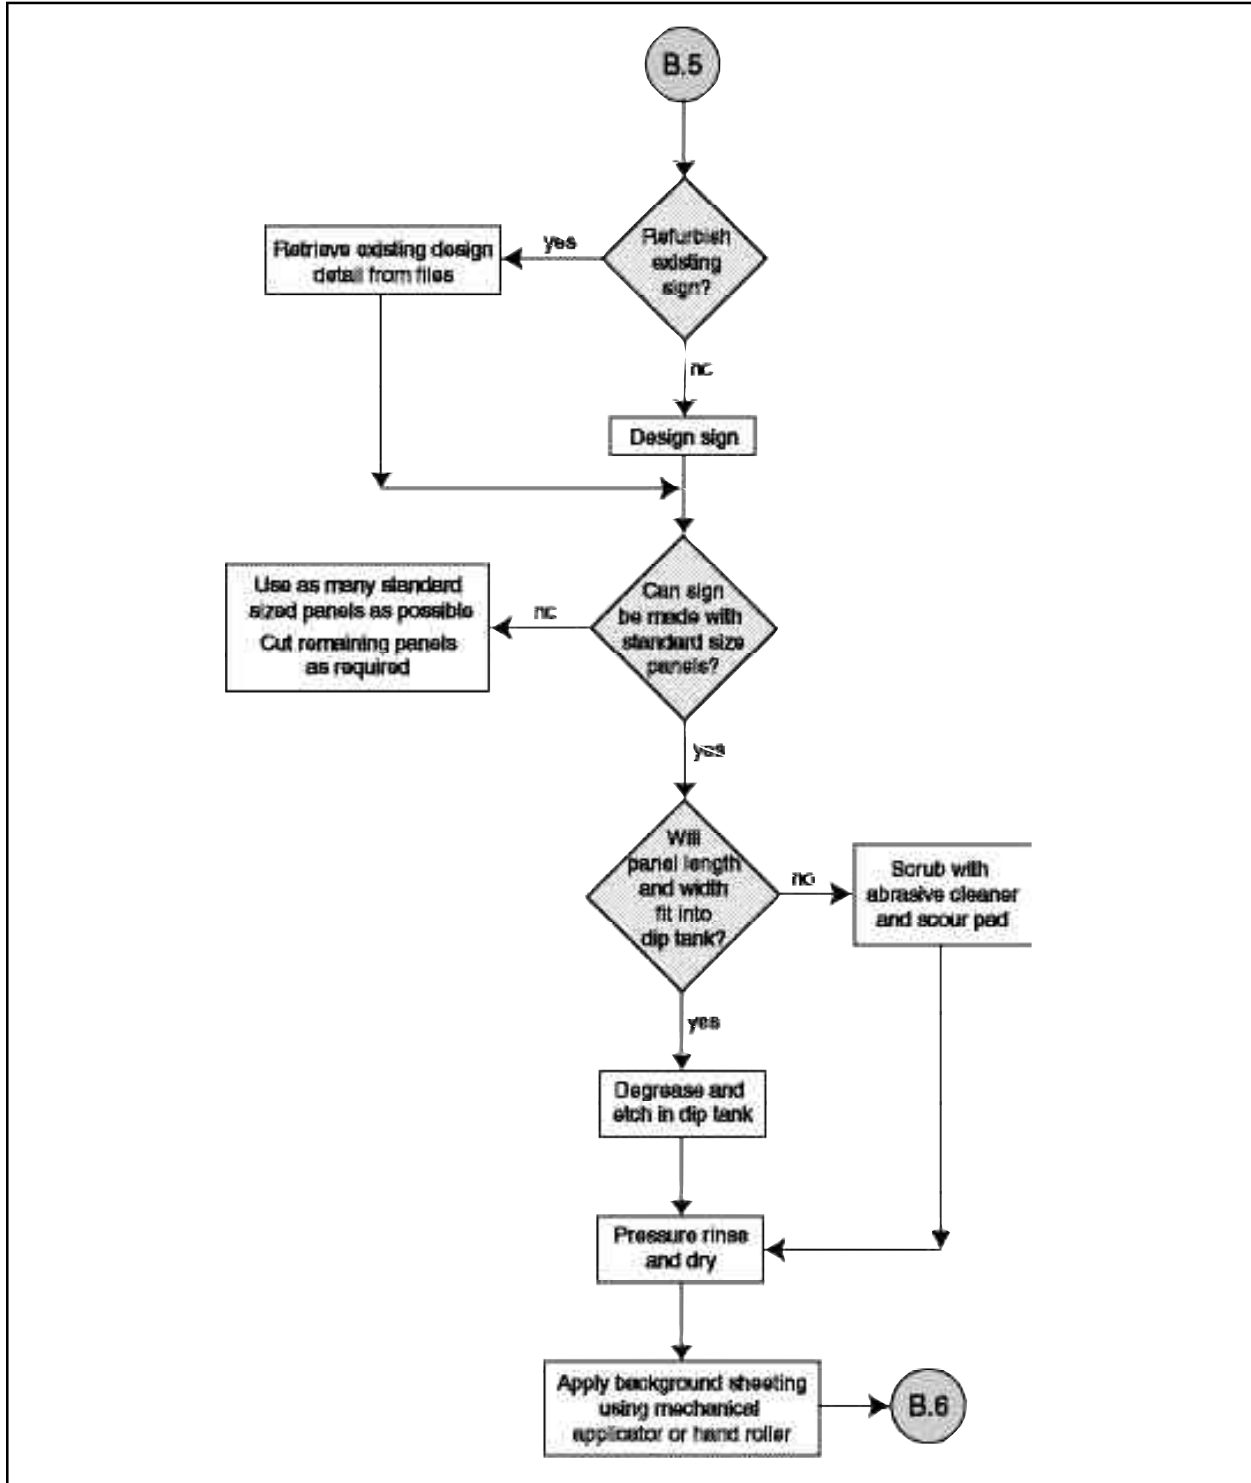 B.5
Refurbish
existing
sign?
yes
Retrieve existing design
detail from files
no
Design sign
Can sign
be made with
standard size
panels?
no
Use as many standard
sized panels as possible
Cut remaining panels
as required
yes
Will
panel length
and width
fit into
dip tank?
no
Scrub with
abrasive cleaner
and scour pad
yes
Degrease and
etch in dip tank
Pressure rinse
and dry
Apply background sheeting
using mechanical
applicator or hand roller
B.6